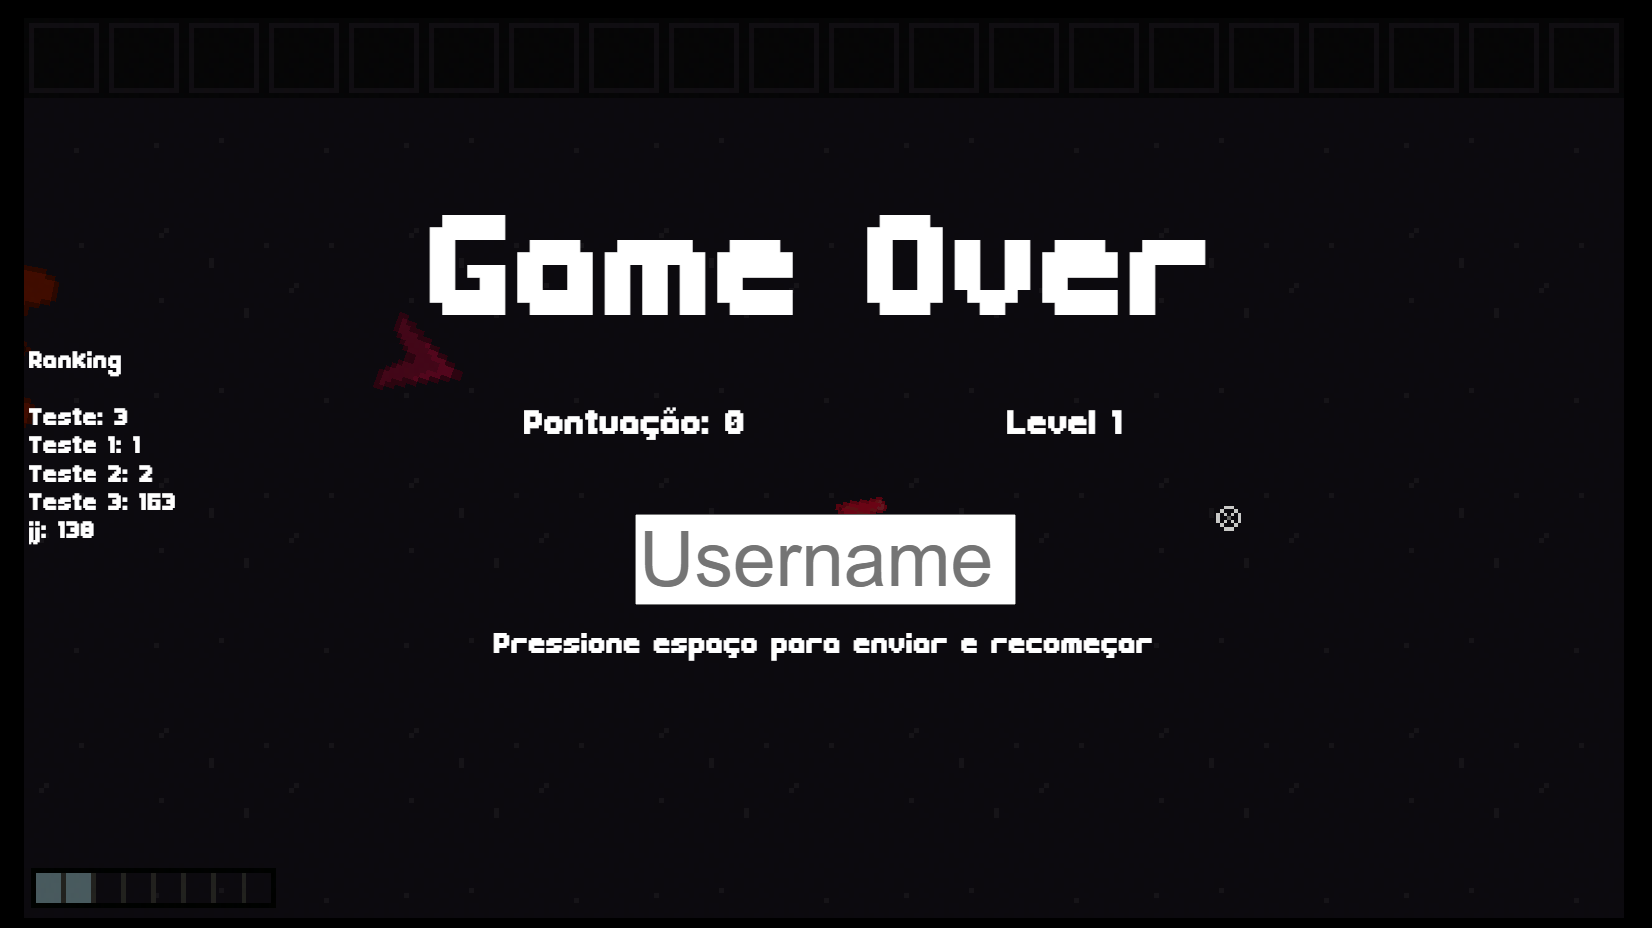 Game Over
Ranking
Pontuação: 0
Level 1
Teste: 3
Teste 1: 1
Teste 2: 2
Teste 3: 163
jj: 138
Username
Pressione espaço para enviar e recomeçar